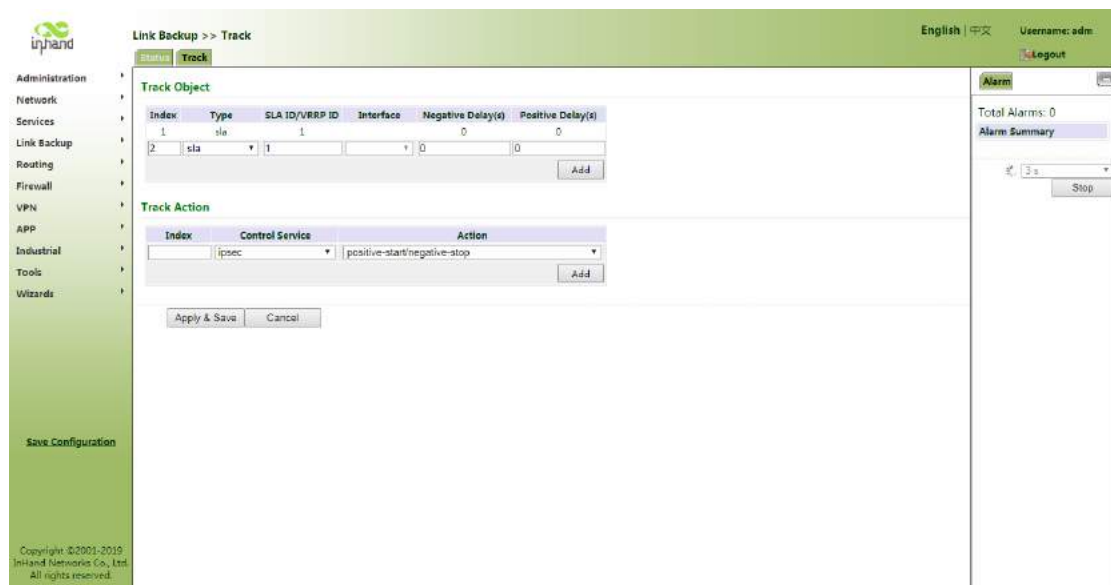 inhand
Link Backup >> Track
English | 中文
Username: adm
Logout
Status
Track
Administration
Network
Services
Link Backup
Routing
Firewall
VPN
APP
Industrial
Tools
Wizards
Save Configuration
Copyright ©2001-2019
InHand Networks Co., Ltd.
All rights reserved.
Track Object
Index Type SLA ID/VRRP ID Interface Negative Delay(s) Positive Delay(s)
1 sla 1 0 0
2 sla 1 0 0
Add
Track Action
Index Control Service Action
ipsec positive-start/negative-stop
Add
Apply & Save Cancel
Alarm
Total Alarms: 0
Alarm Summary
3 s
Stop